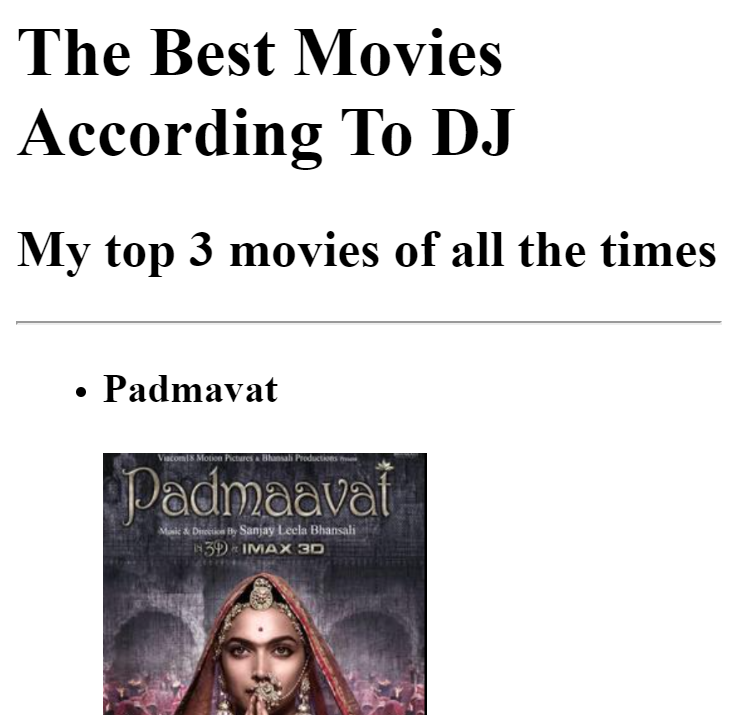 The Best Movies
According To DJ
My top 3 movies of all the times
Padmavat
Viacom18 Motion Pictures & Bhansali Productions Present
Padmaavat
Music & Direction By Sanjay Leela Bhansali
IN 3D & IMAX 3D